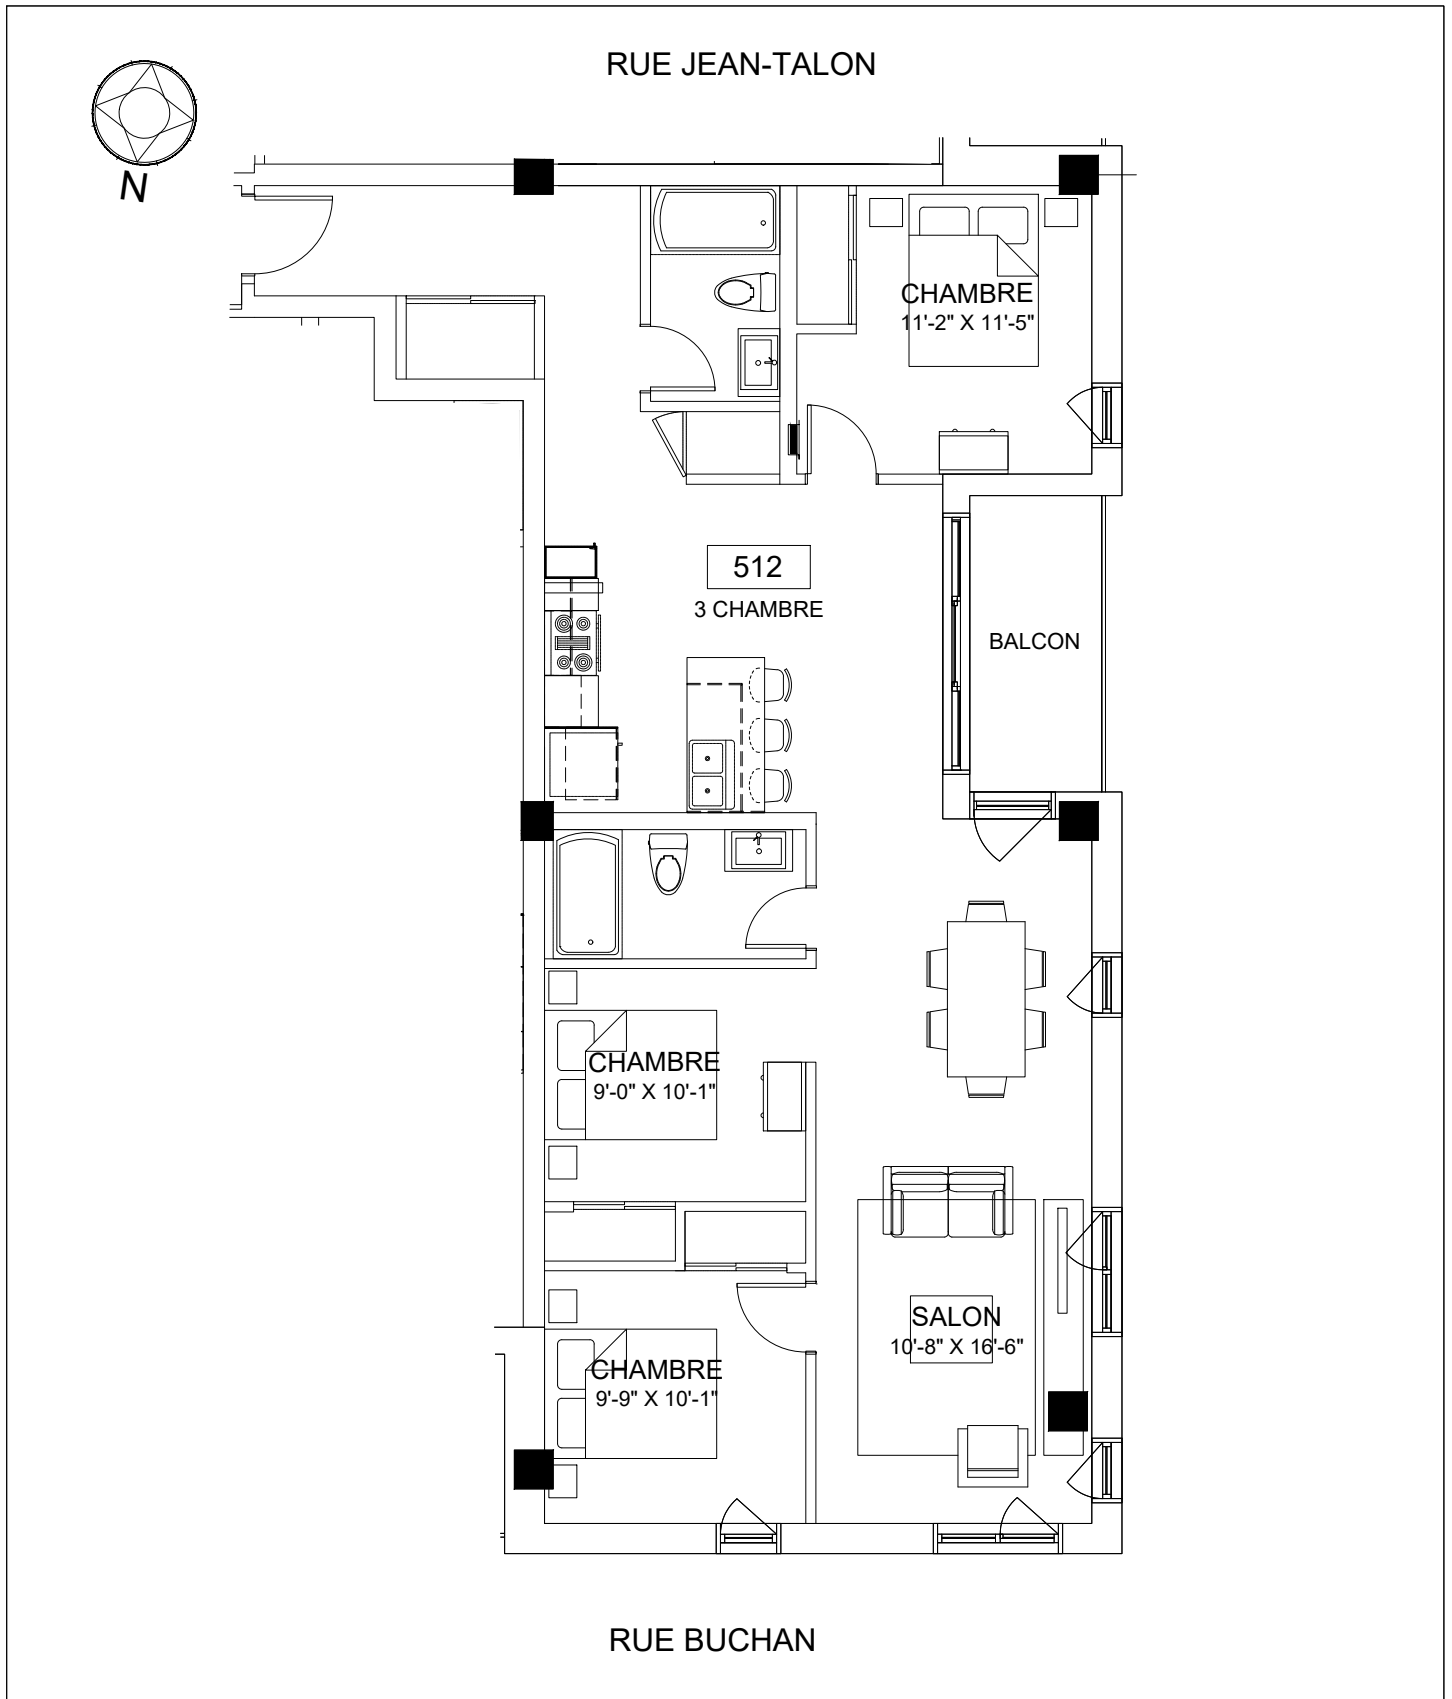 RUE JEAN-TALON
N
CHAMBRE
11'-2" X 11'-5"
512
3 CHAMBRE
BALCON
CHAMBRE
9'-0" X 10'-1"
SALON
10'-8" X 16'-6"
CHAMBRE
9'-9" X 10'-1"
RUE BUCHAN